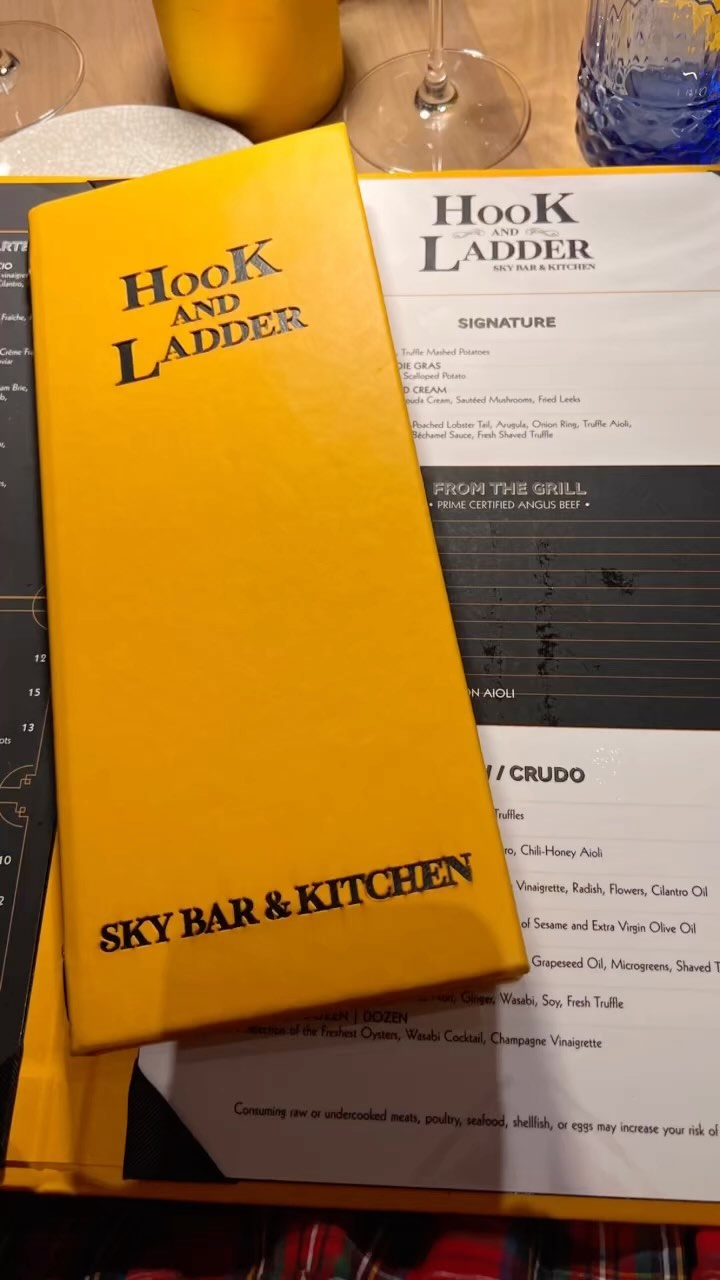 HOOK
AND
LADDER
SKY BAR & KITCHEN
HOOK
AND
LADDER
SKY BAR & KITCHEN
SIGNATURE
Truffle Mashed Potatoes
GRAS
Scalloped Potato
CREAM
Cream, Sautéed Mushrooms, Fried Leeks
Poached Lobster Tail, Arugula, Onion Ring, Truffle Aioli,
Béchamel Sauce, Fresh Shaved Truffle
FROM THE GRILL
• PRIME CERTIFIED ANGUS BEEF •
AIOLI
/ CRUDO
Truffles
Chili-Honey Aioli
Vinaigrette, Radish, Flowers, Cilantro Oil
of Sesame and Extra Virgin Olive Oil
Grapeseed Oil, Microgreens, Shaved
Ginger, Wasabi, Soy, Fresh Truffle
| DOZEN
of the Freshest Oysters, Wasabi Cocktail, Champagne Vinaigrette
Consuming raw or undercooked meats, poultry, seafood, shellfish, or eggs may increase your risk of
12
15
13
10